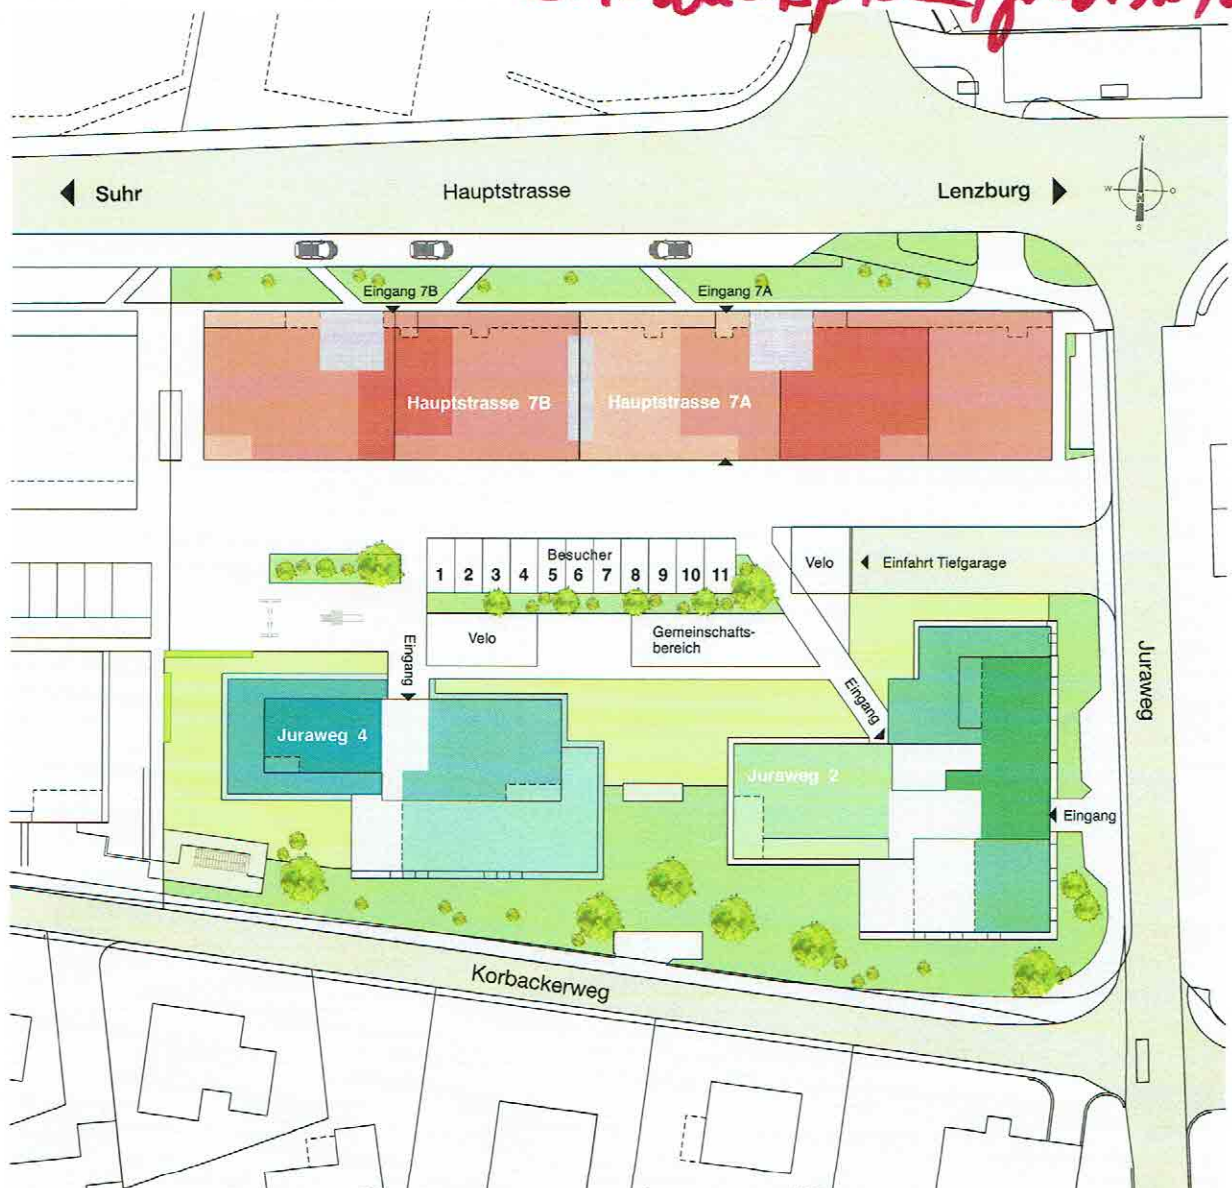 Suhr
Hauptstrasse
Lenzburg
N
W
O
S
Eingang 7B
Eingang 7A
Hauptstrasse 7B
Hauptstrasse 7A
Besucher
1 2 3 4 5 6 7 8 9 10 11
Velo
Einfahrt Tiefgarage
Velo
Gemeinschafts-
bereich
Eingang
Eingang
Juraweg
Juraweg 4
Juraweg 2
Eingang
Korbackerweg